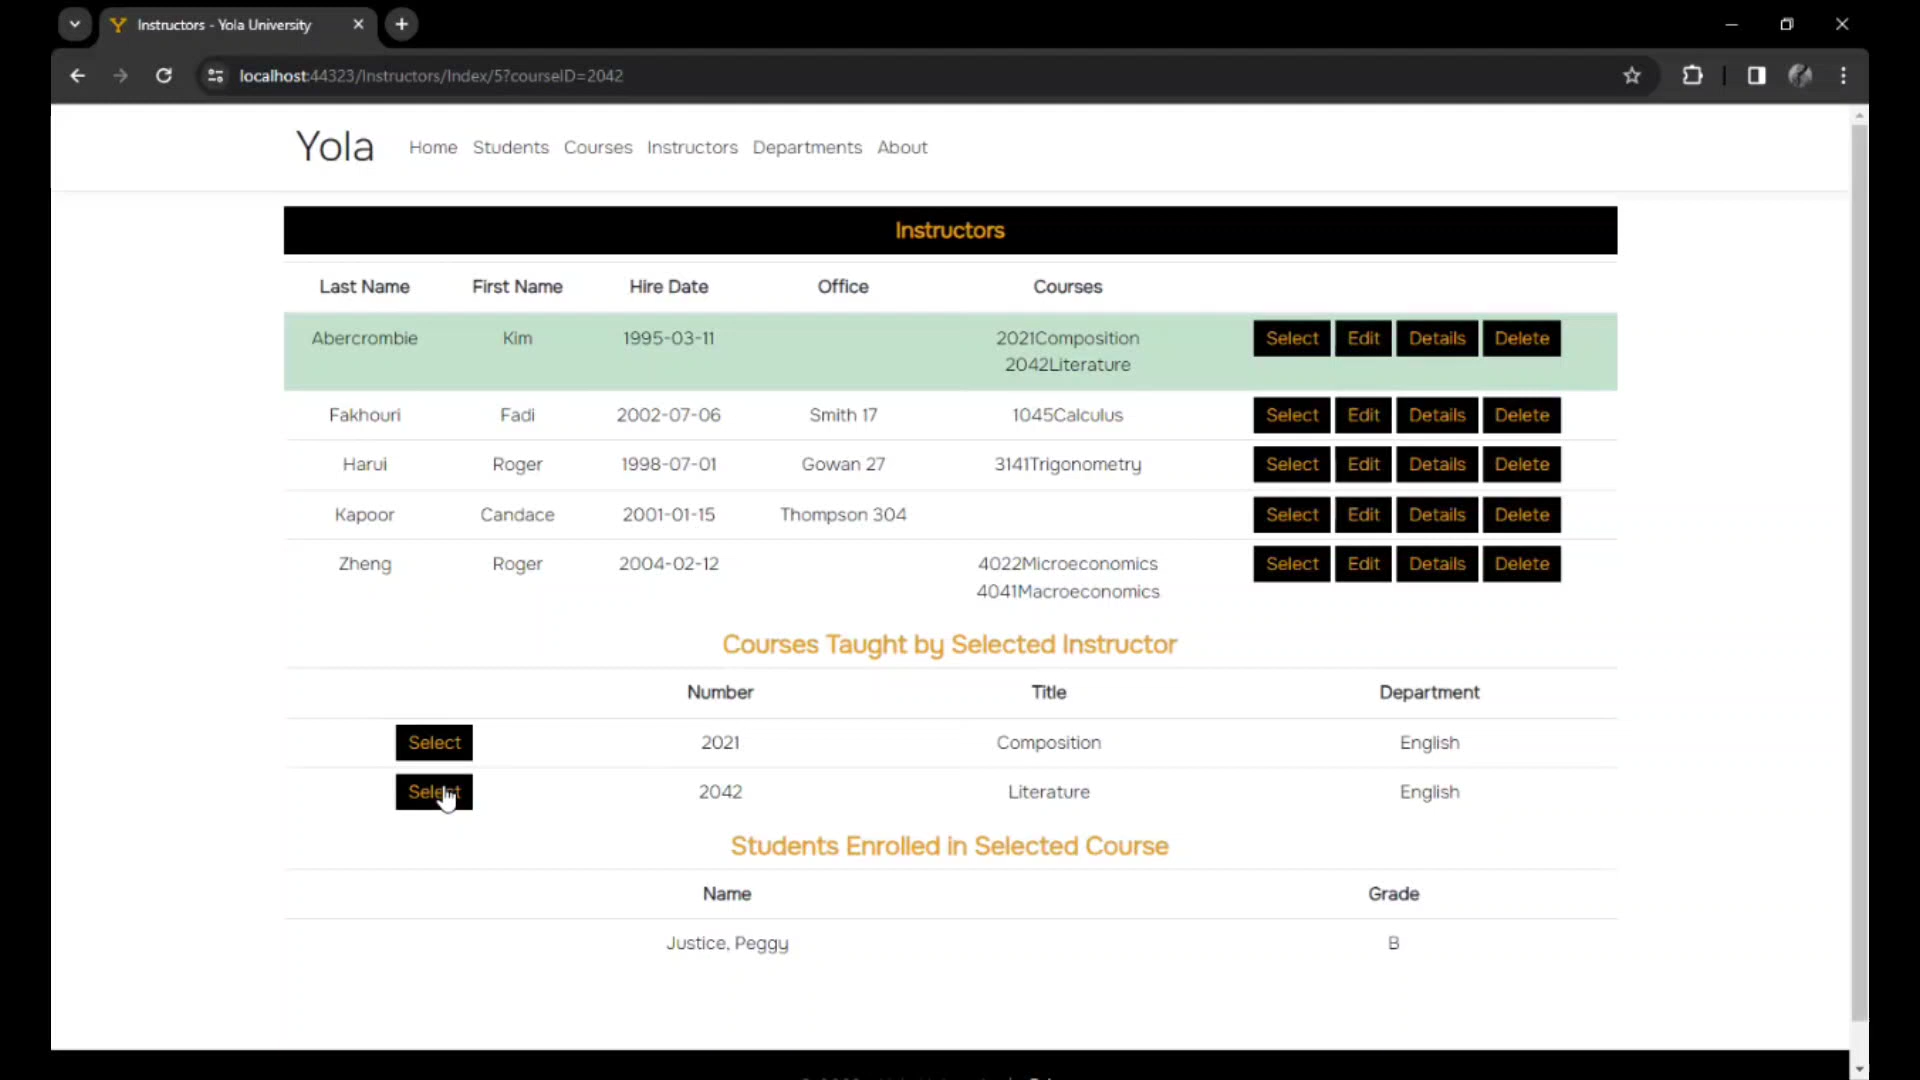 Instructors - Yola University
localhost:44323/Instructors/Index/5?courseID=2042
Yola Home Students Courses Instructors Departments About
Instructors
Last Name First Name Hire Date Office Courses
Abercrombie Kim 1995-03-11 2021Composition Select Edit Details Delete
2042Literature
Fakhouri Fadi 2002-07-06 Smith 17 1045Calculus Select Edit Details Delete
Harui Roger 1998-07-01 Gowan 27 3141Trigonometry Select Edit Details Delete
Kapoor Candace 2001-01-15 Thompson 304 Select Edit Details Delete
Zheng Roger 2004-02-12 4022Microeconomics Select Edit Details Delete
4041Macroeconomics
Courses Taught by Selected Instructor
Number Title Department
Select 2021 Composition English
Select 2042 Literature English
Students Enrolled in Selected Course
Name Grade
Justice, Peggy B